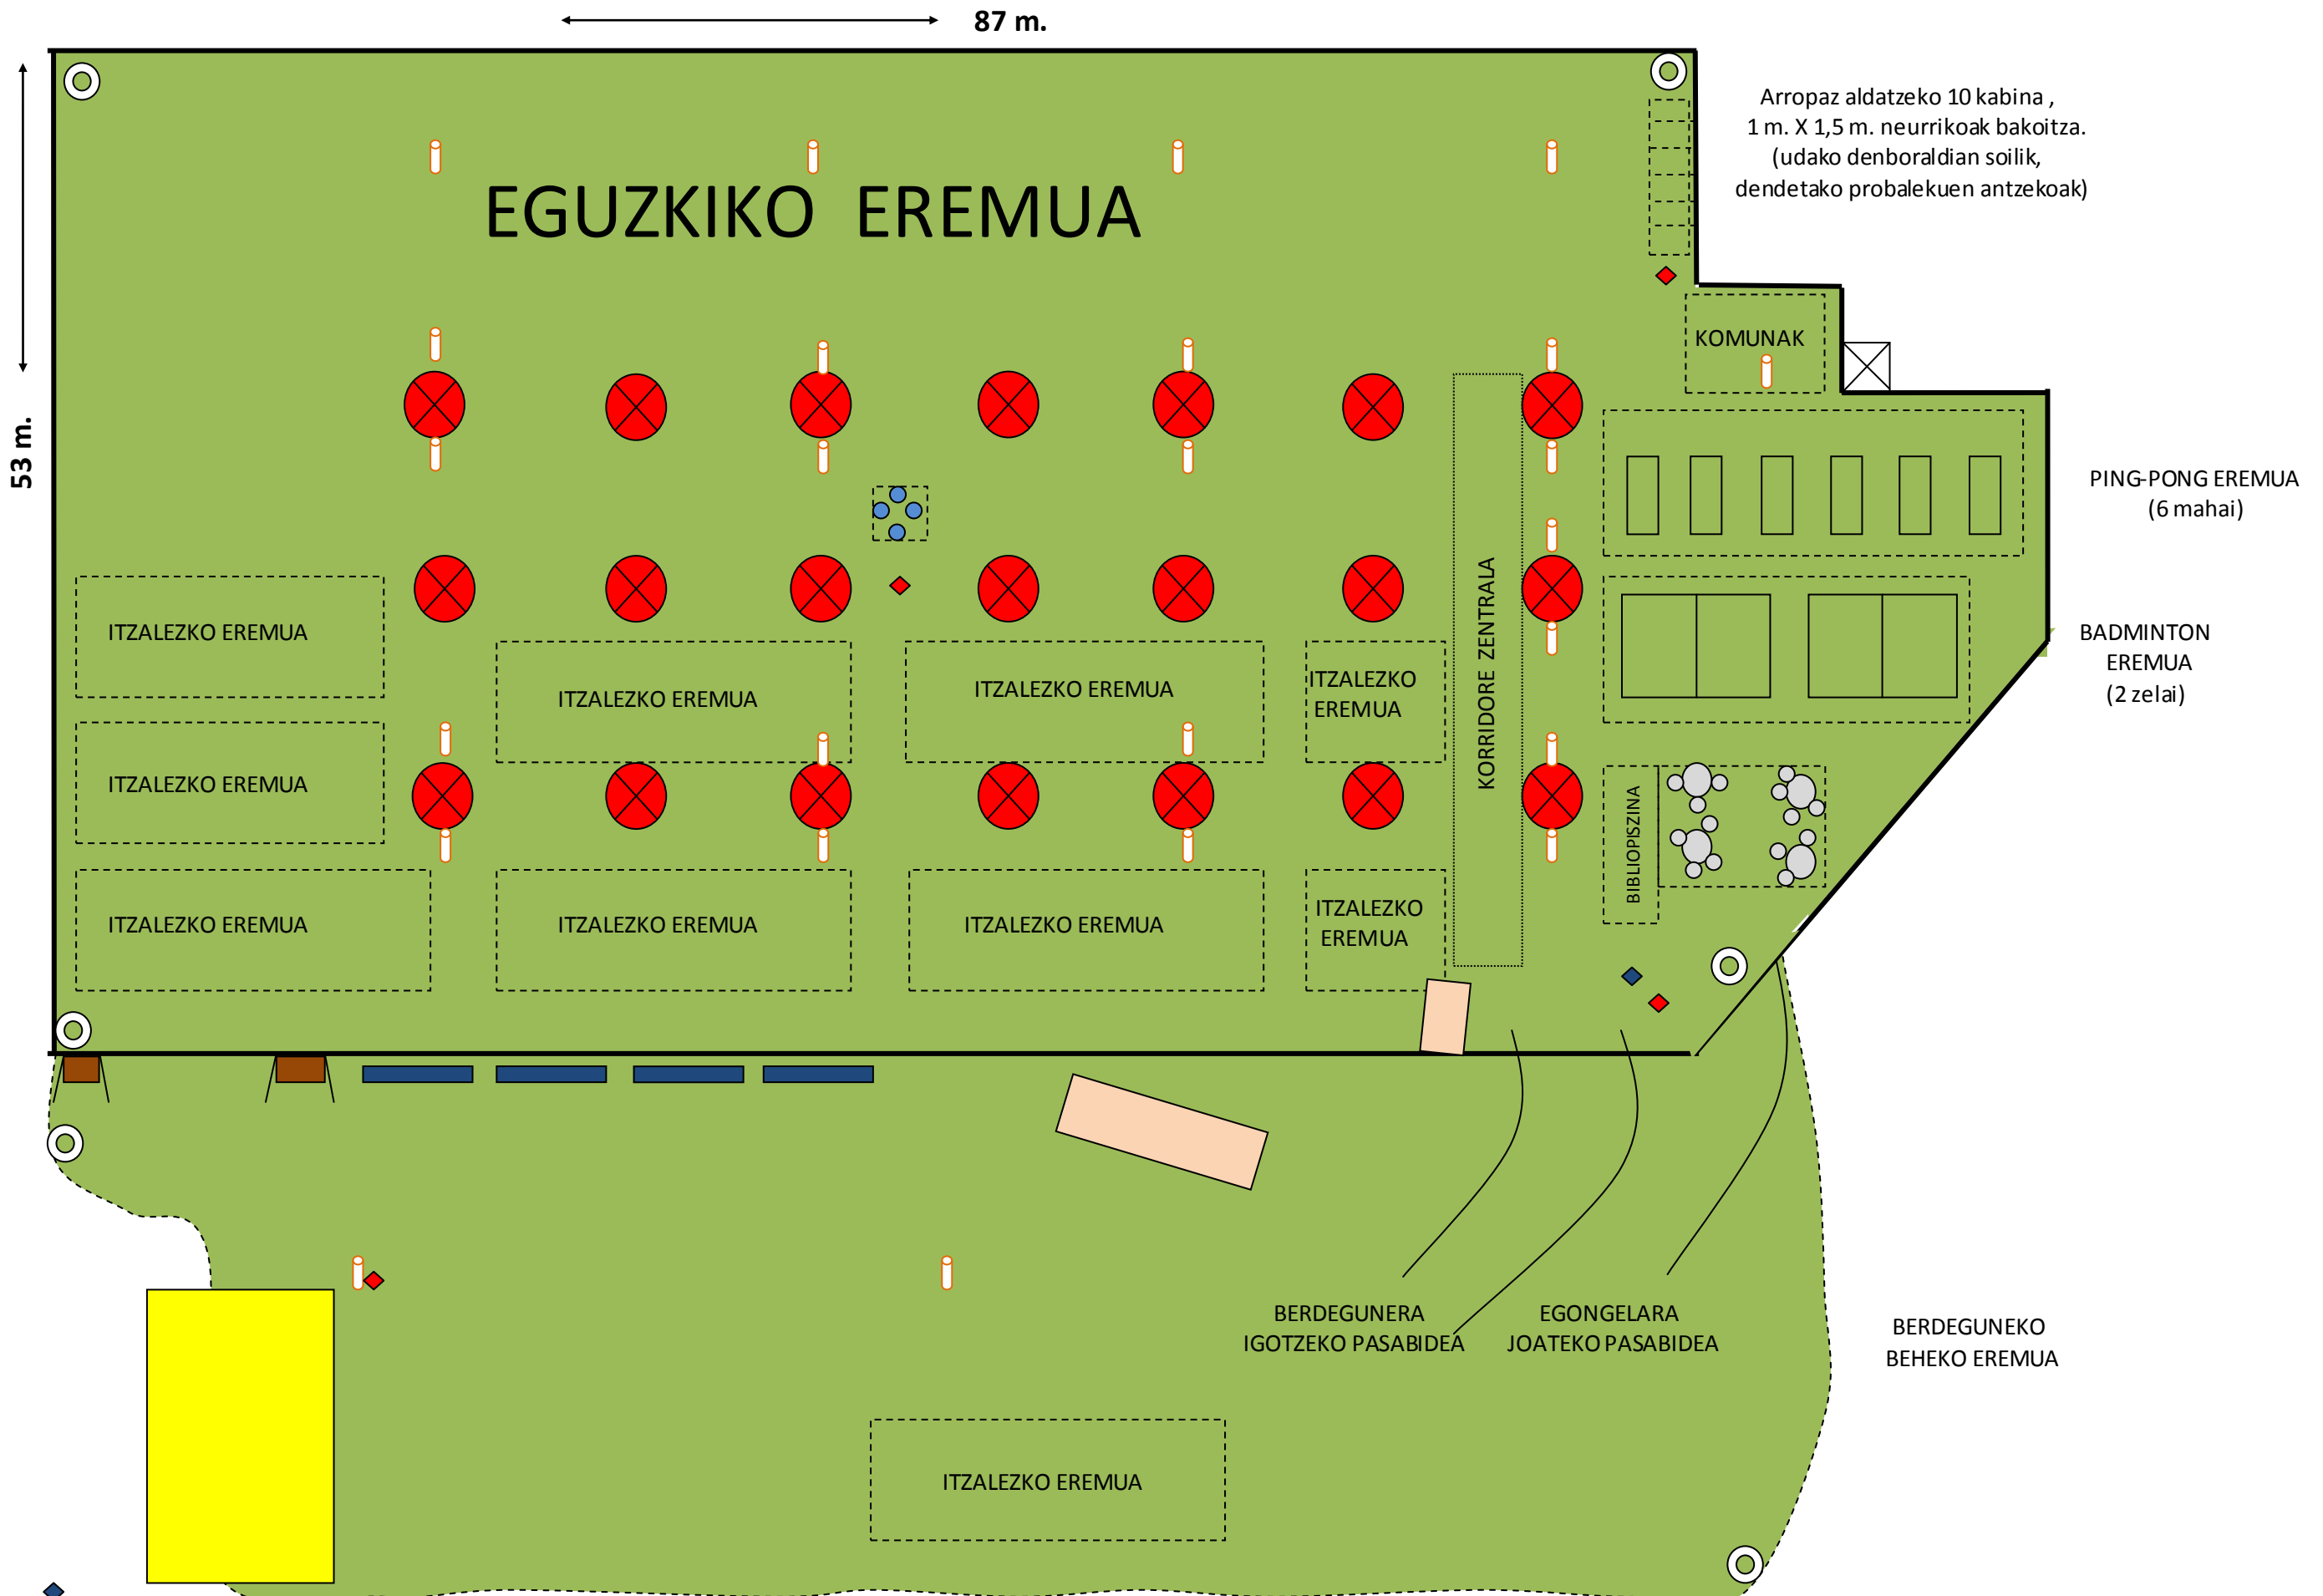 87 m.
53 m.
Arropaz aldatzeko 10 kabina ,
1 m. X 1,5 m. neurrikoak bakoitza.
(udako denboraldian soilik,
dendetako probalekuen antzekoak)
EGUZKIKO EREMUA
KOMUNAK
PING-PONG EREMUA
(6 mahai)
KORRIDORE ZENTRALA
BADMINTON
EREMUA
(2 zelai)
ITZALEZKO EREMUA
ITZALEZKO EREMUA
ITZALEZKO EREMUA
ITZALEZKO
EREMUA
ITZALEZKO EREMUA
BIBLIOPISZINA
ITZALEZKO EREMUA
ITZALEZKO EREMUA
ITZALEZKO EREMUA
ITZALEZKO
EREMUA
BERDEGUNERA
IGOTZEKO PASABIDEA
EGONGELARA
JOATEKO PASABIDEA
BERDEGUNEKO
BEHEKO EREMUA
ITZALEZKO EREMUA